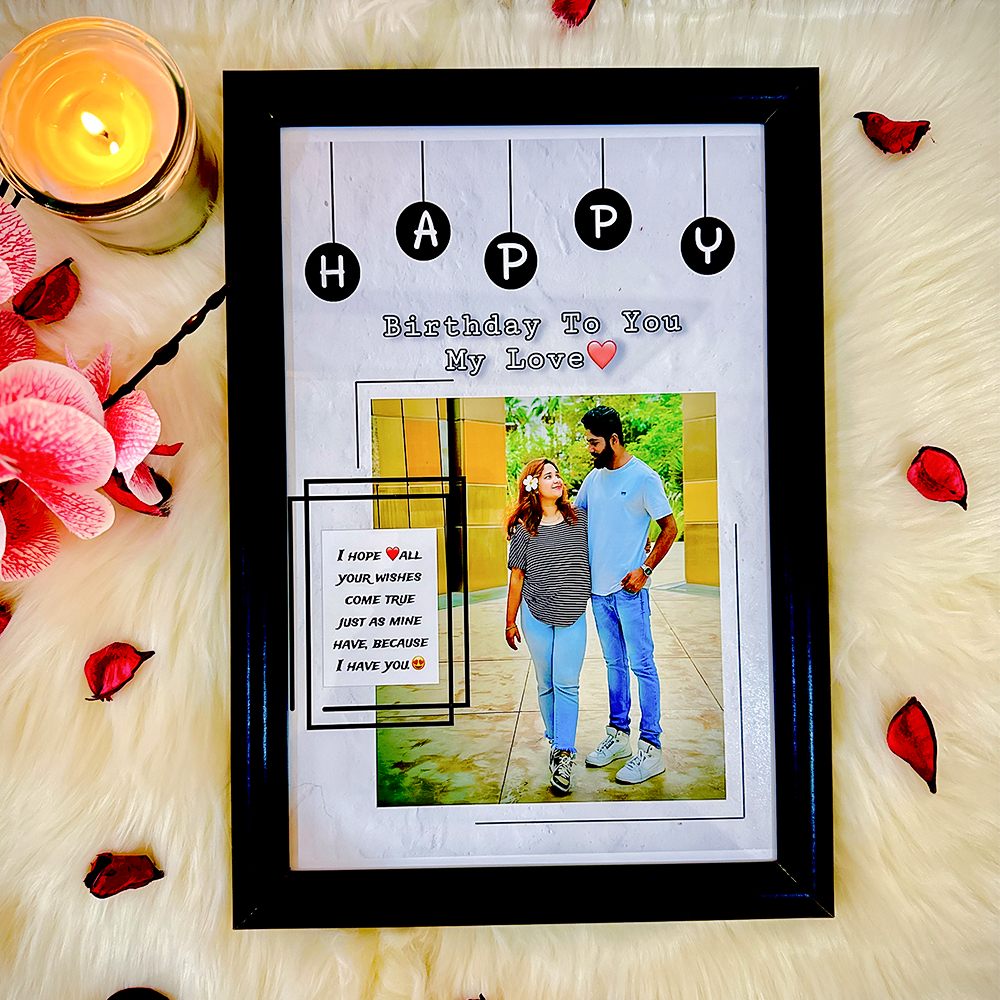 HAPPY
Birthday To You
My Love❤️
I HOPE ❤️ALL
YOUR WISHES
COME TRUE
JUST AS MINE
HAVE, BECAUSE
I HAVE YOU.😍